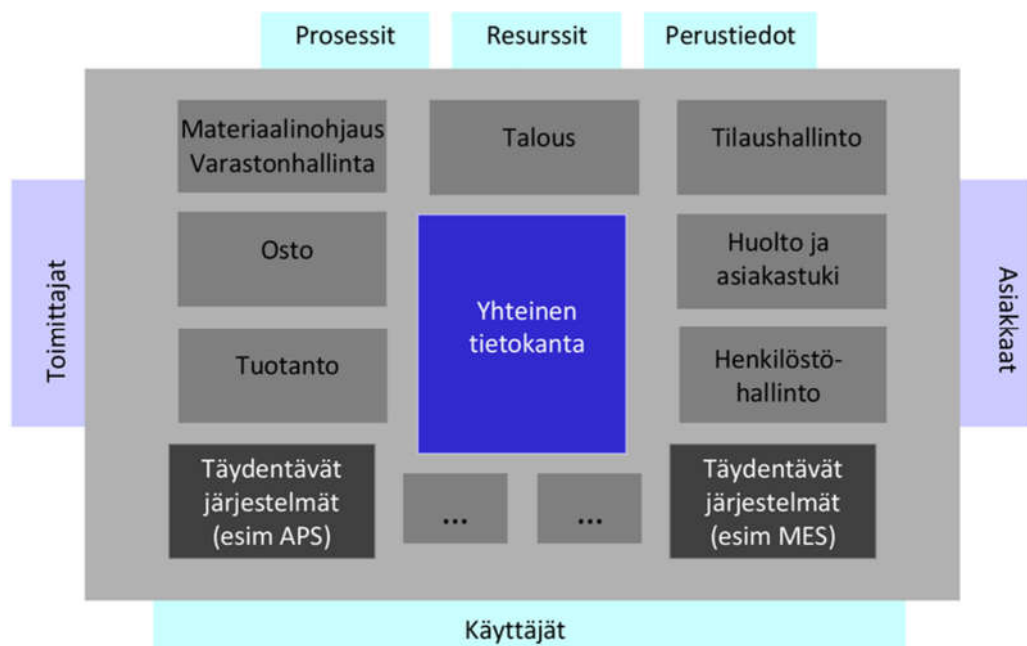 Prosessit
Resurssit
Perustiedot
Materiaalinohjaus
Varastonhallinta
Talous
Tilaushallinto
Toimittajat
Osto
Yhteinen
tietokanta
Huolto ja
asiakastuki
Asiakkaat
Tuotanto
Henkilöstö-
hallinto
Täydentävät
järjestelmät
(esim APS)
...
...
Täydentävät
järjestelmät
(esim MES)
Käyttäjät